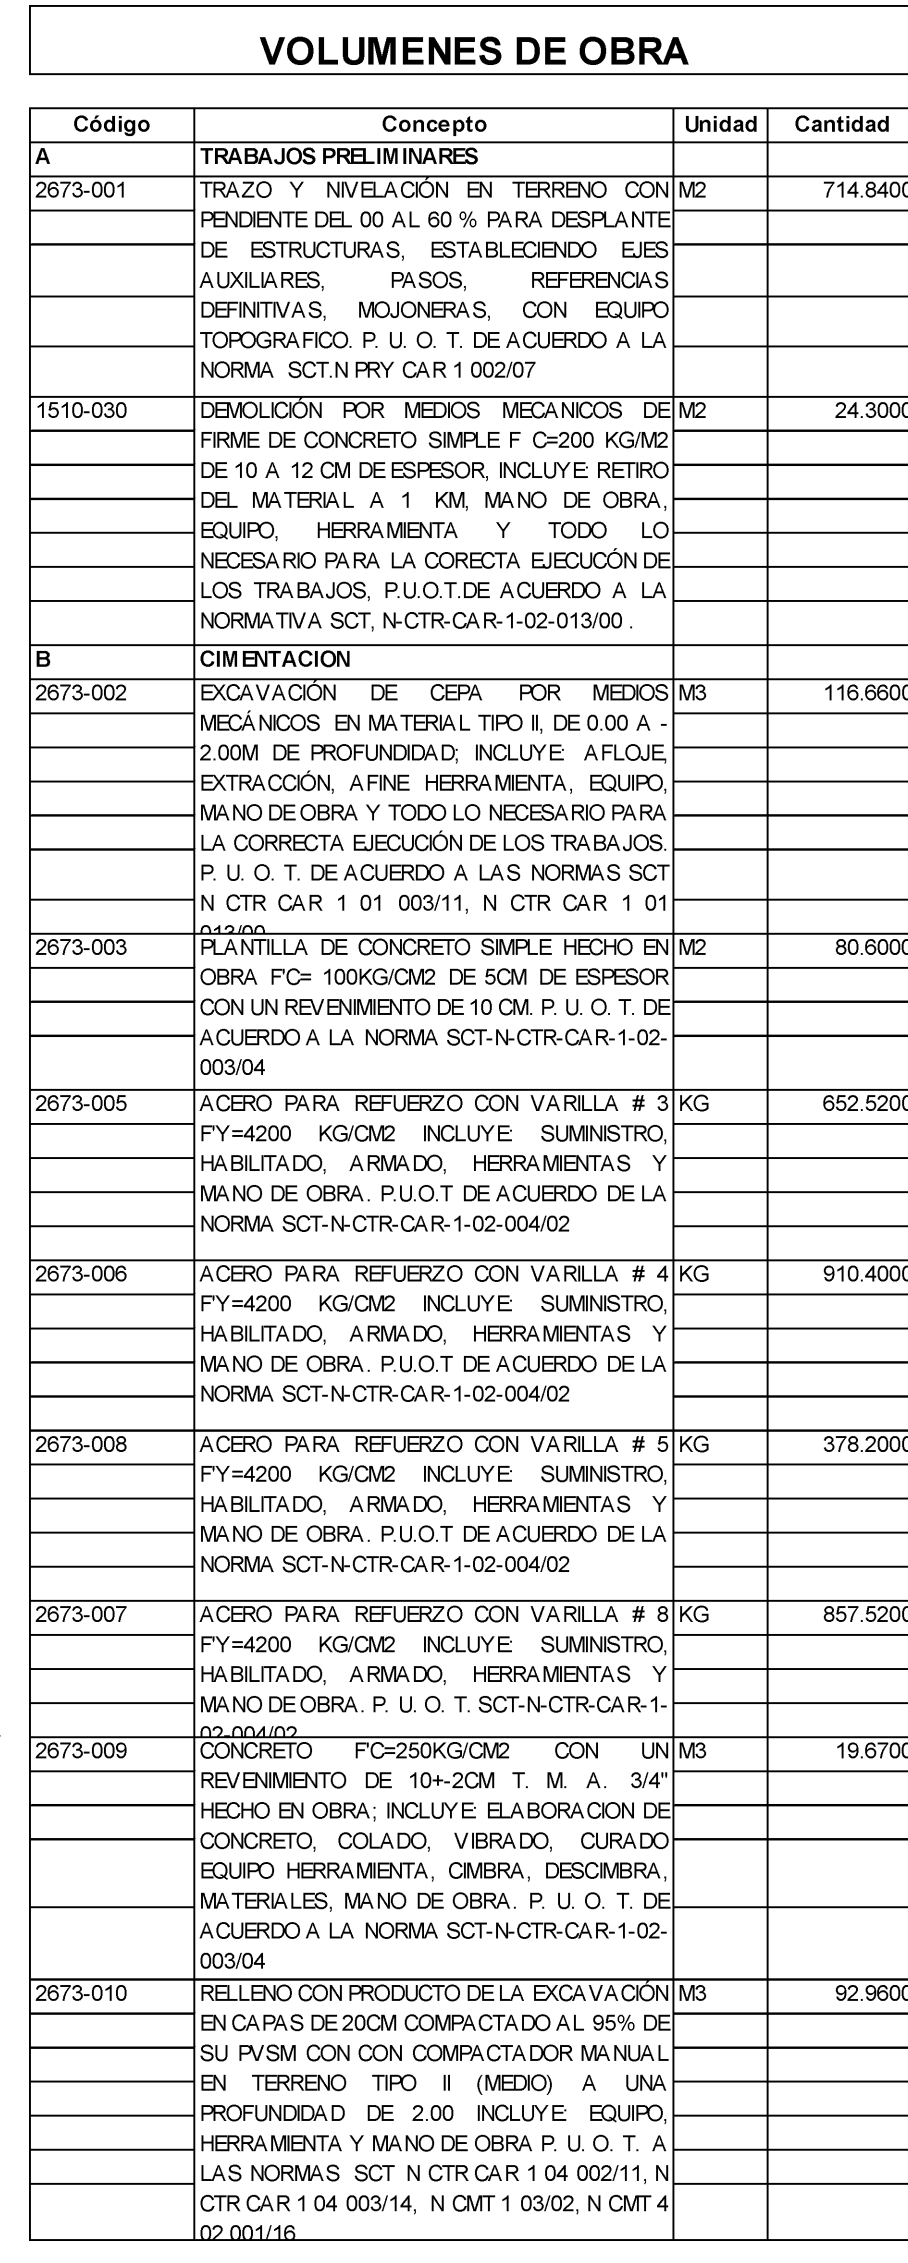 VOLUMENES DE OBRA
Código Concepto Unidad Cantidad
A TRABAJOS PRELIMINARES
2673-001 TRAZO Y NIVELACIÓN EN TERRENO CON M2 714.8400
PENDIENTE DEL 00 AL 60 % PARA DESPLANTE
DE ESTRUCTURAS, ESTABLECIENDO EJES
AUXILIARES, PASOS, REFERENCIAS
DEFINITIVAS, MOJONERAS, CON EQUIPO
TOPOGRAFICO. P. U. O. T. DE ACUERDO A LA
NORMA SCT.N PRY CAR 1 002/07
1510-030 DEMOLICIÓN POR MEDIOS MECANICOS DE M2 24.3000
FIRME DE CONCRETO SIMPLE F C=200 KG/M2
DE 10 A 12 CM DE ESPESOR, INCLUYE: RETIRO
DEL MATERIAL A 1 KM, MANO DE OBRA,
EQUIPO, HERRAMIENTA Y TODO LO
NECESARIO PARA LA CORECTA EJECUCÓN DE
LOS TRABAJOS, P.U.O.T.DE ACUERDO A LA
NORMATIVA SCT, N-CTR-CAR-1-02-013/00 .
B CIMENTACION
2673-002 EXCAVACIÓN DE CEPA POR MEDIOS M3 116.6600
MECÁNICOS EN MATERIAL TIPO II, DE 0.00 A -
2.00M DE PROFUNDIDAD; INCLUYE: AFLOJE,
EXTRACCIÓN, AFINE HERRAMIENTA, EQUIPO,
MANO DE OBRA Y TODO LO NECESARIO PARA
LA CORRECTA EJECUCIÓN DE LOS TRABAJOS.
P. U. O. T. DE ACUERDO A LAS NORMAS SCT
N CTR CAR 1 01 003/11, N CTR CAR 1 01
013/00
2673-003 PLANTILLA DE CONCRETO SIMPLE HECHO EN M2 80.6000
OBRA F'C= 100KG/CM2 DE 5CM DE ESPESOR
CON UN REVENIMIENTO DE 10 CM. P. U. O. T. DE
ACUERDO A LA NORMA SCT-N-CTR-CAR-1-02-
003/04
2673-005 ACERO PARA REFUERZO CON VARILLA # 3 KG 652.5200
F'Y=4200 KG/CM2 INCLUYE: SUMINISTRO,
HABILITADO, ARMADO, HERRAMIENTAS Y
MANO DE OBRA. P.U.O.T DE ACUERDO DE LA
NORMA SCT-N-CTR-CAR-1-02-004/02
2673-006 ACERO PARA REFUERZO CON VARILLA # 4 KG 910.4000
F'Y=4200 KG/CM2 INCLUYE: SUMINISTRO,
HABILITADO, ARMADO, HERRAMIENTAS Y
MANO DE OBRA. P.U.O.T DE ACUERDO DE LA
NORMA SCT-N-CTR-CAR-1-02-004/02
2673-008 ACERO PARA REFUERZO CON VARILLA # 5 KG 378.2000
F'Y=4200 KG/CM2 INCLUYE: SUMINISTRO,
HABILITADO, ARMADO, HERRAMIENTAS Y
MANO DE OBRA. P.U.O.T DE ACUERDO DE LA
NORMA SCT-N-CTR-CAR-1-02-004/02
2673-007 ACERO PARA REFUERZO CON VARILLA # 8 KG 857.5200
F'Y=4200 KG/CM2 INCLUYE: SUMINISTRO,
HABILITADO, ARMADO, HERRAMIENTAS Y
MANO DE OBRA. P. U. O. T. SCT-N-CTR-CAR-1-
02-004/02
2673-009 CONCRETO F'C=250KG/CM2 CON UN M3 19.6700
REVENIMIENTO DE 10+-2CM T. M. A. 3/4"
HECHO EN OBRA; INCLUYE: ELABORACION DE
CONCRETO, COLADO, VIBRADO, CURADO
EQUIPO HERRAMIENTA, CIMBRA, DESCIMBRA,
MATERIALES, MANO DE OBRA. P. U. O. T. DE
ACUERDO A LA NORMA SCT-N-CTR-CAR-1-02-
003/04
2673-010 RELLENO CON PRODUCTO DE LA EXCAVACIÓN M3 92.9600
EN CAPAS DE 20CM COMPACTADO AL 95% DE
SU PVSM CON CON COMPACTADOR MANUAL
EN TERRENO TIPO II (MEDIO) A UNA
PROFUNDIDAD DE 2.00 INCLUYE: EQUIPO,
HERRAMIENTA Y MANO DE OBRA P. U. O. T. A
LAS NORMAS SCT N CTR CAR 1 04 002/11, N
CTR CAR 1 04 003/14, N CMT 1 03/02, N CMT 4
02 001/16